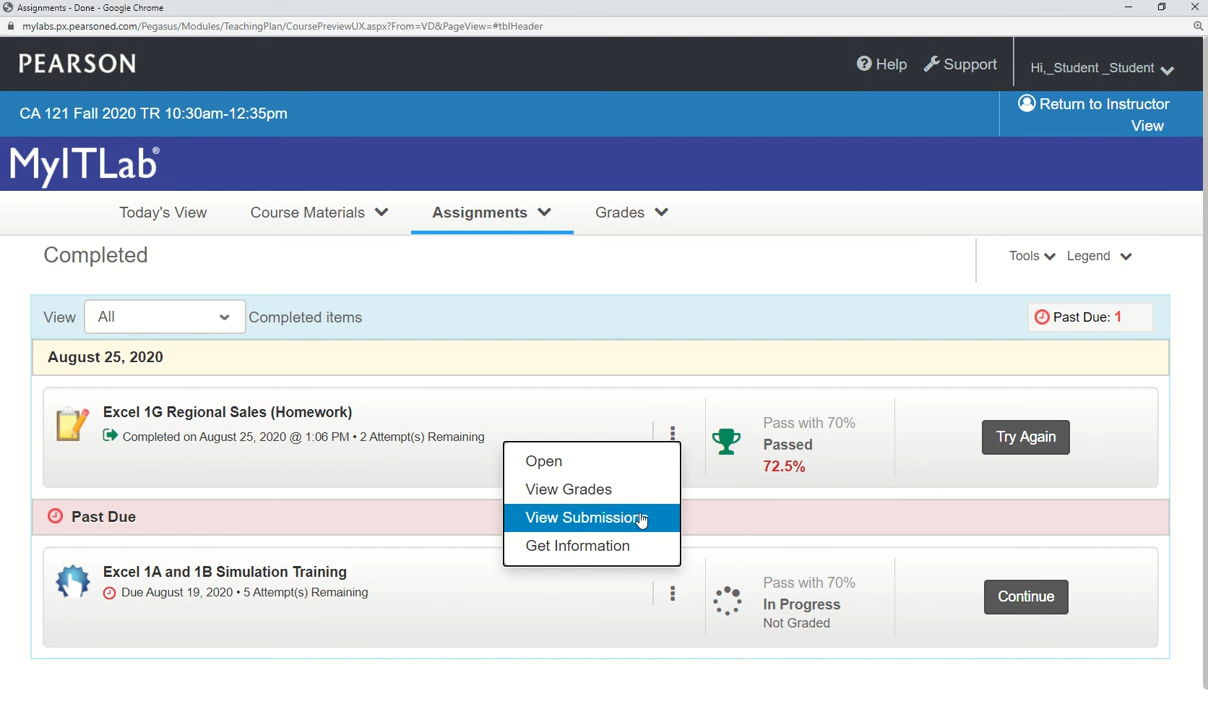 Assignments - Done - Google Chrome
mylabs.px.pearsoned.com/Pegasus/Modules/TeachingPlan/CoursePreviewUX.aspx?From=VD&PageView=#tblHeader
PEARSON
Help
Support
Hi,_Student _Student
CA 121 Fall 2020 TR 10:30am-12:35pm
Return to Instructor
View
MyITLab®
Today's View
Course Materials
Assignments
Grades
Completed
Tools
Legend
View
All
Completed items
Past Due: 1
August 25, 2020
Excel 1G Regional Sales (Homework)
Completed on August 25, 2020 @ 1:06 PM • 2 Attempt(s) Remaining
Pass with 70%
Passed
72.5%
Try Again
Open
View Grades
View Submission
Get Information
Past Due
Excel 1A and 1B Simulation Training
Due August 19, 2020 • 5 Attempt(s) Remaining
Pass with 70%
In Progress
Not Graded
Continue